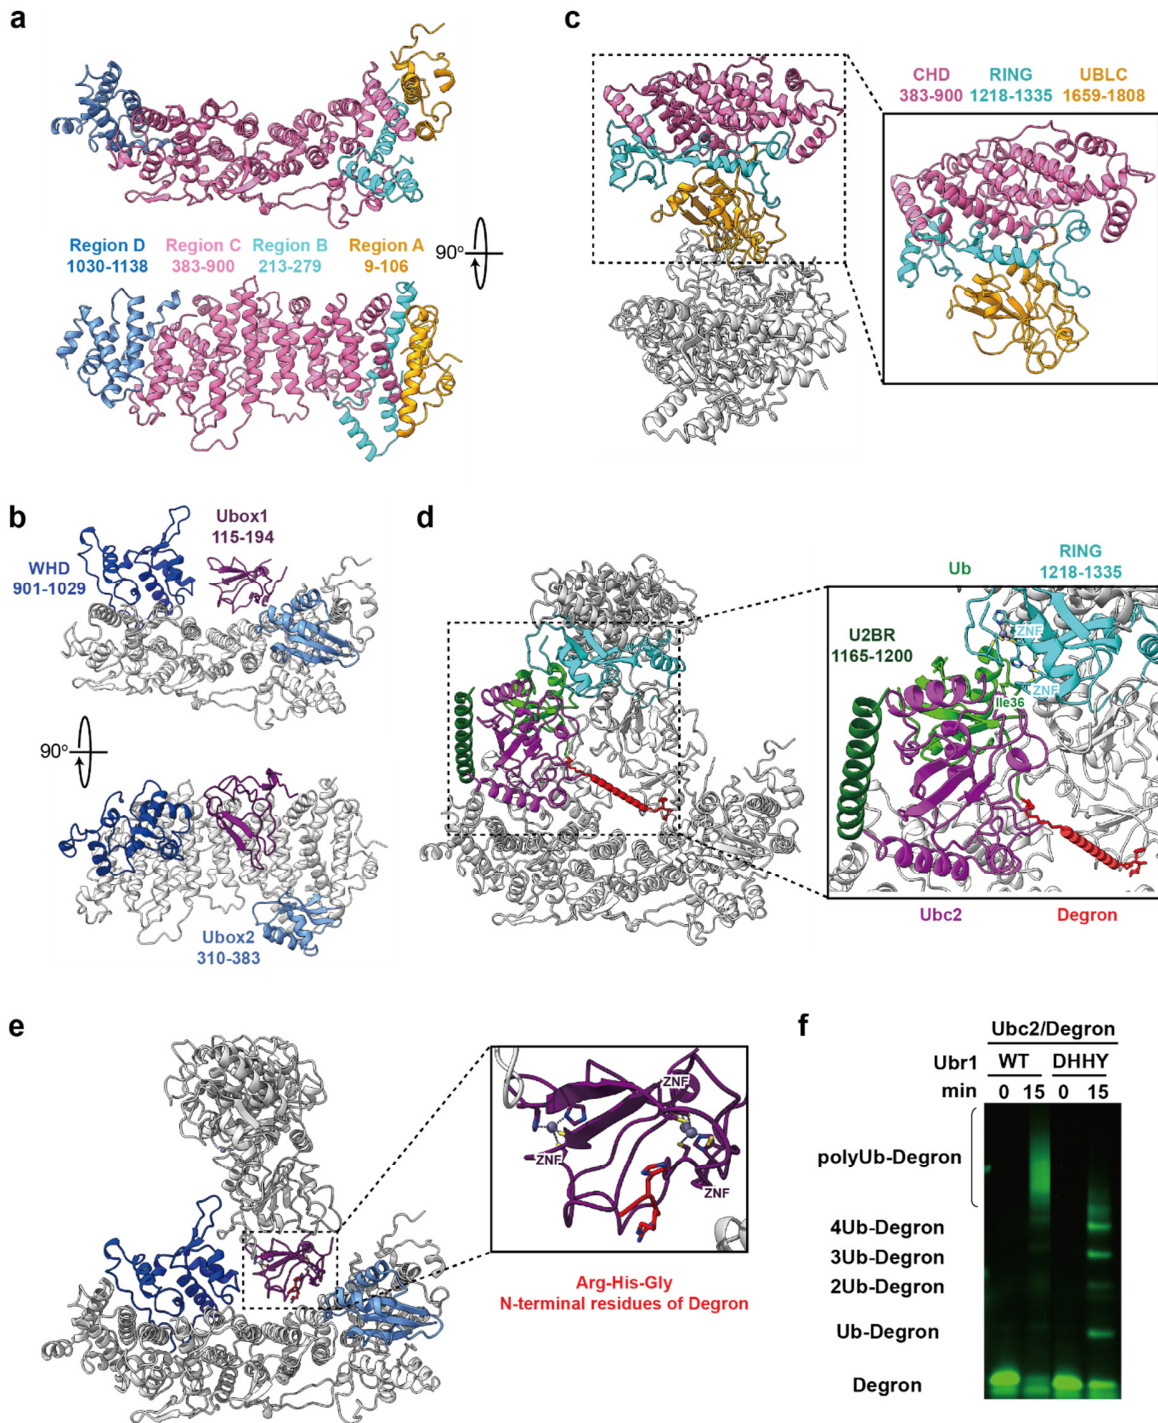 a
Region D Region C Region B Region A
1030-1138 383-900 213-279 9-106
90°
c
CHD RING UBLC
383-900 1218-1335 1659-1808
b
Ubox1
115-194
WHD
901-1029
90°
Ubox2
310-383
d
Ub
RING
1218-1335
U2BR
1165-1200
ZNF
ZNF
Ile36
Ubc2 Degron
e
ZNF
ZNF
ZNF
Arg-His-Gly
N-terminal residues of Degron
f
Ubc2/Degron
Ubr1 WT DHHY
min 0 15 0 15
polyUb-Degron
4Ub-Degron
3Ub-Degron
2Ub-Degron
Ub-Degron
Degron